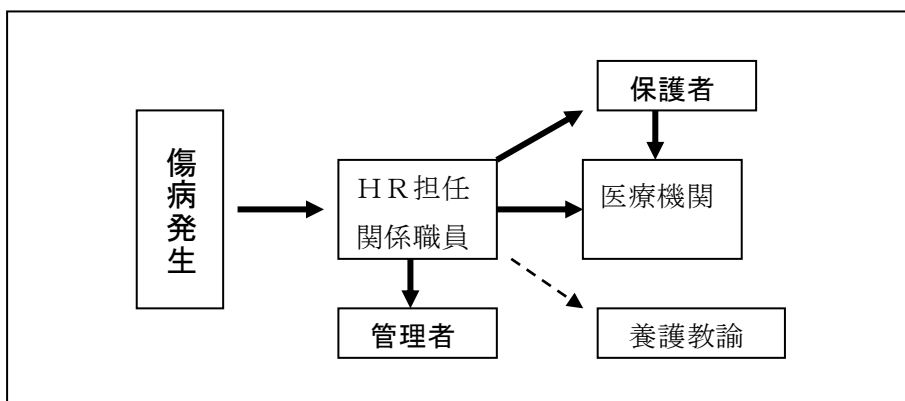 傷病発生
ＨＲ担任
関係職員
保護者
医療機関
管理者
養護教諭